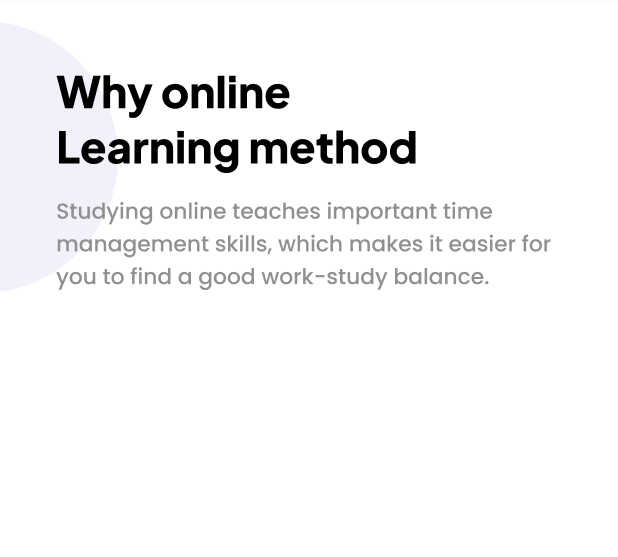 Why online
Learning method
Studying online teaches important time
management skills, which makes it easier for
you to find a good work-study balance.